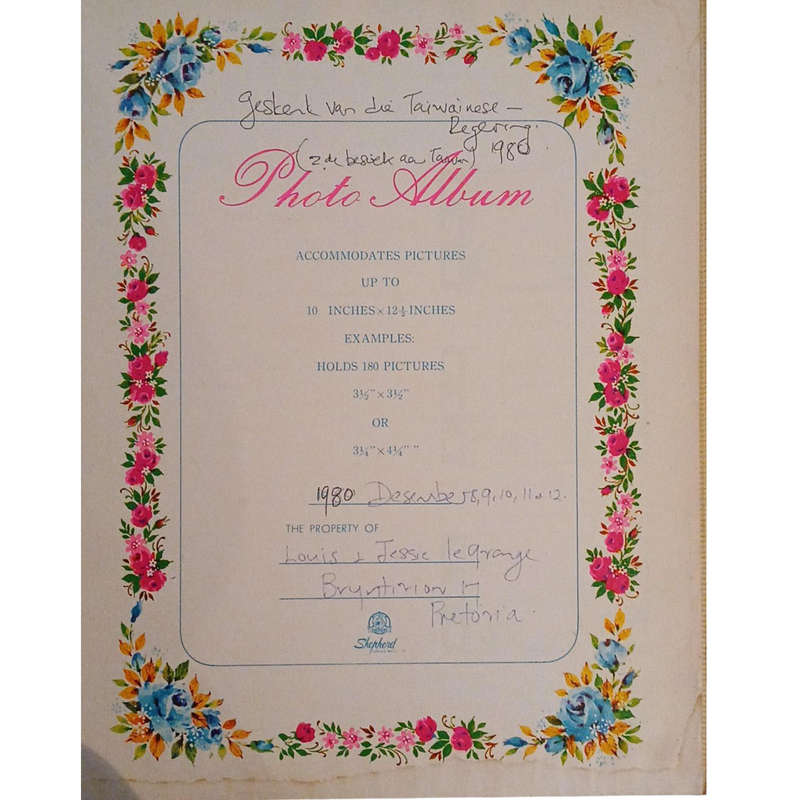 Geskenk van die Taiwainese -
Regering.
(2de besoek aan Taiwan) 1980
Photo Album
ACCOMMODATES PICTURES
UP TO
10 INCHES × 12½ INCHES
EXAMPLES:
HOLDS 180 PICTURES
3½" × 3½"
OR
3¼" × 4¼" "
1980 Desember 8, 9, 10, 11 & 12.
THE PROPERTY OF
Louis & Jessie le Grange
Bryntirion 17
Pretoria.
Shepherd